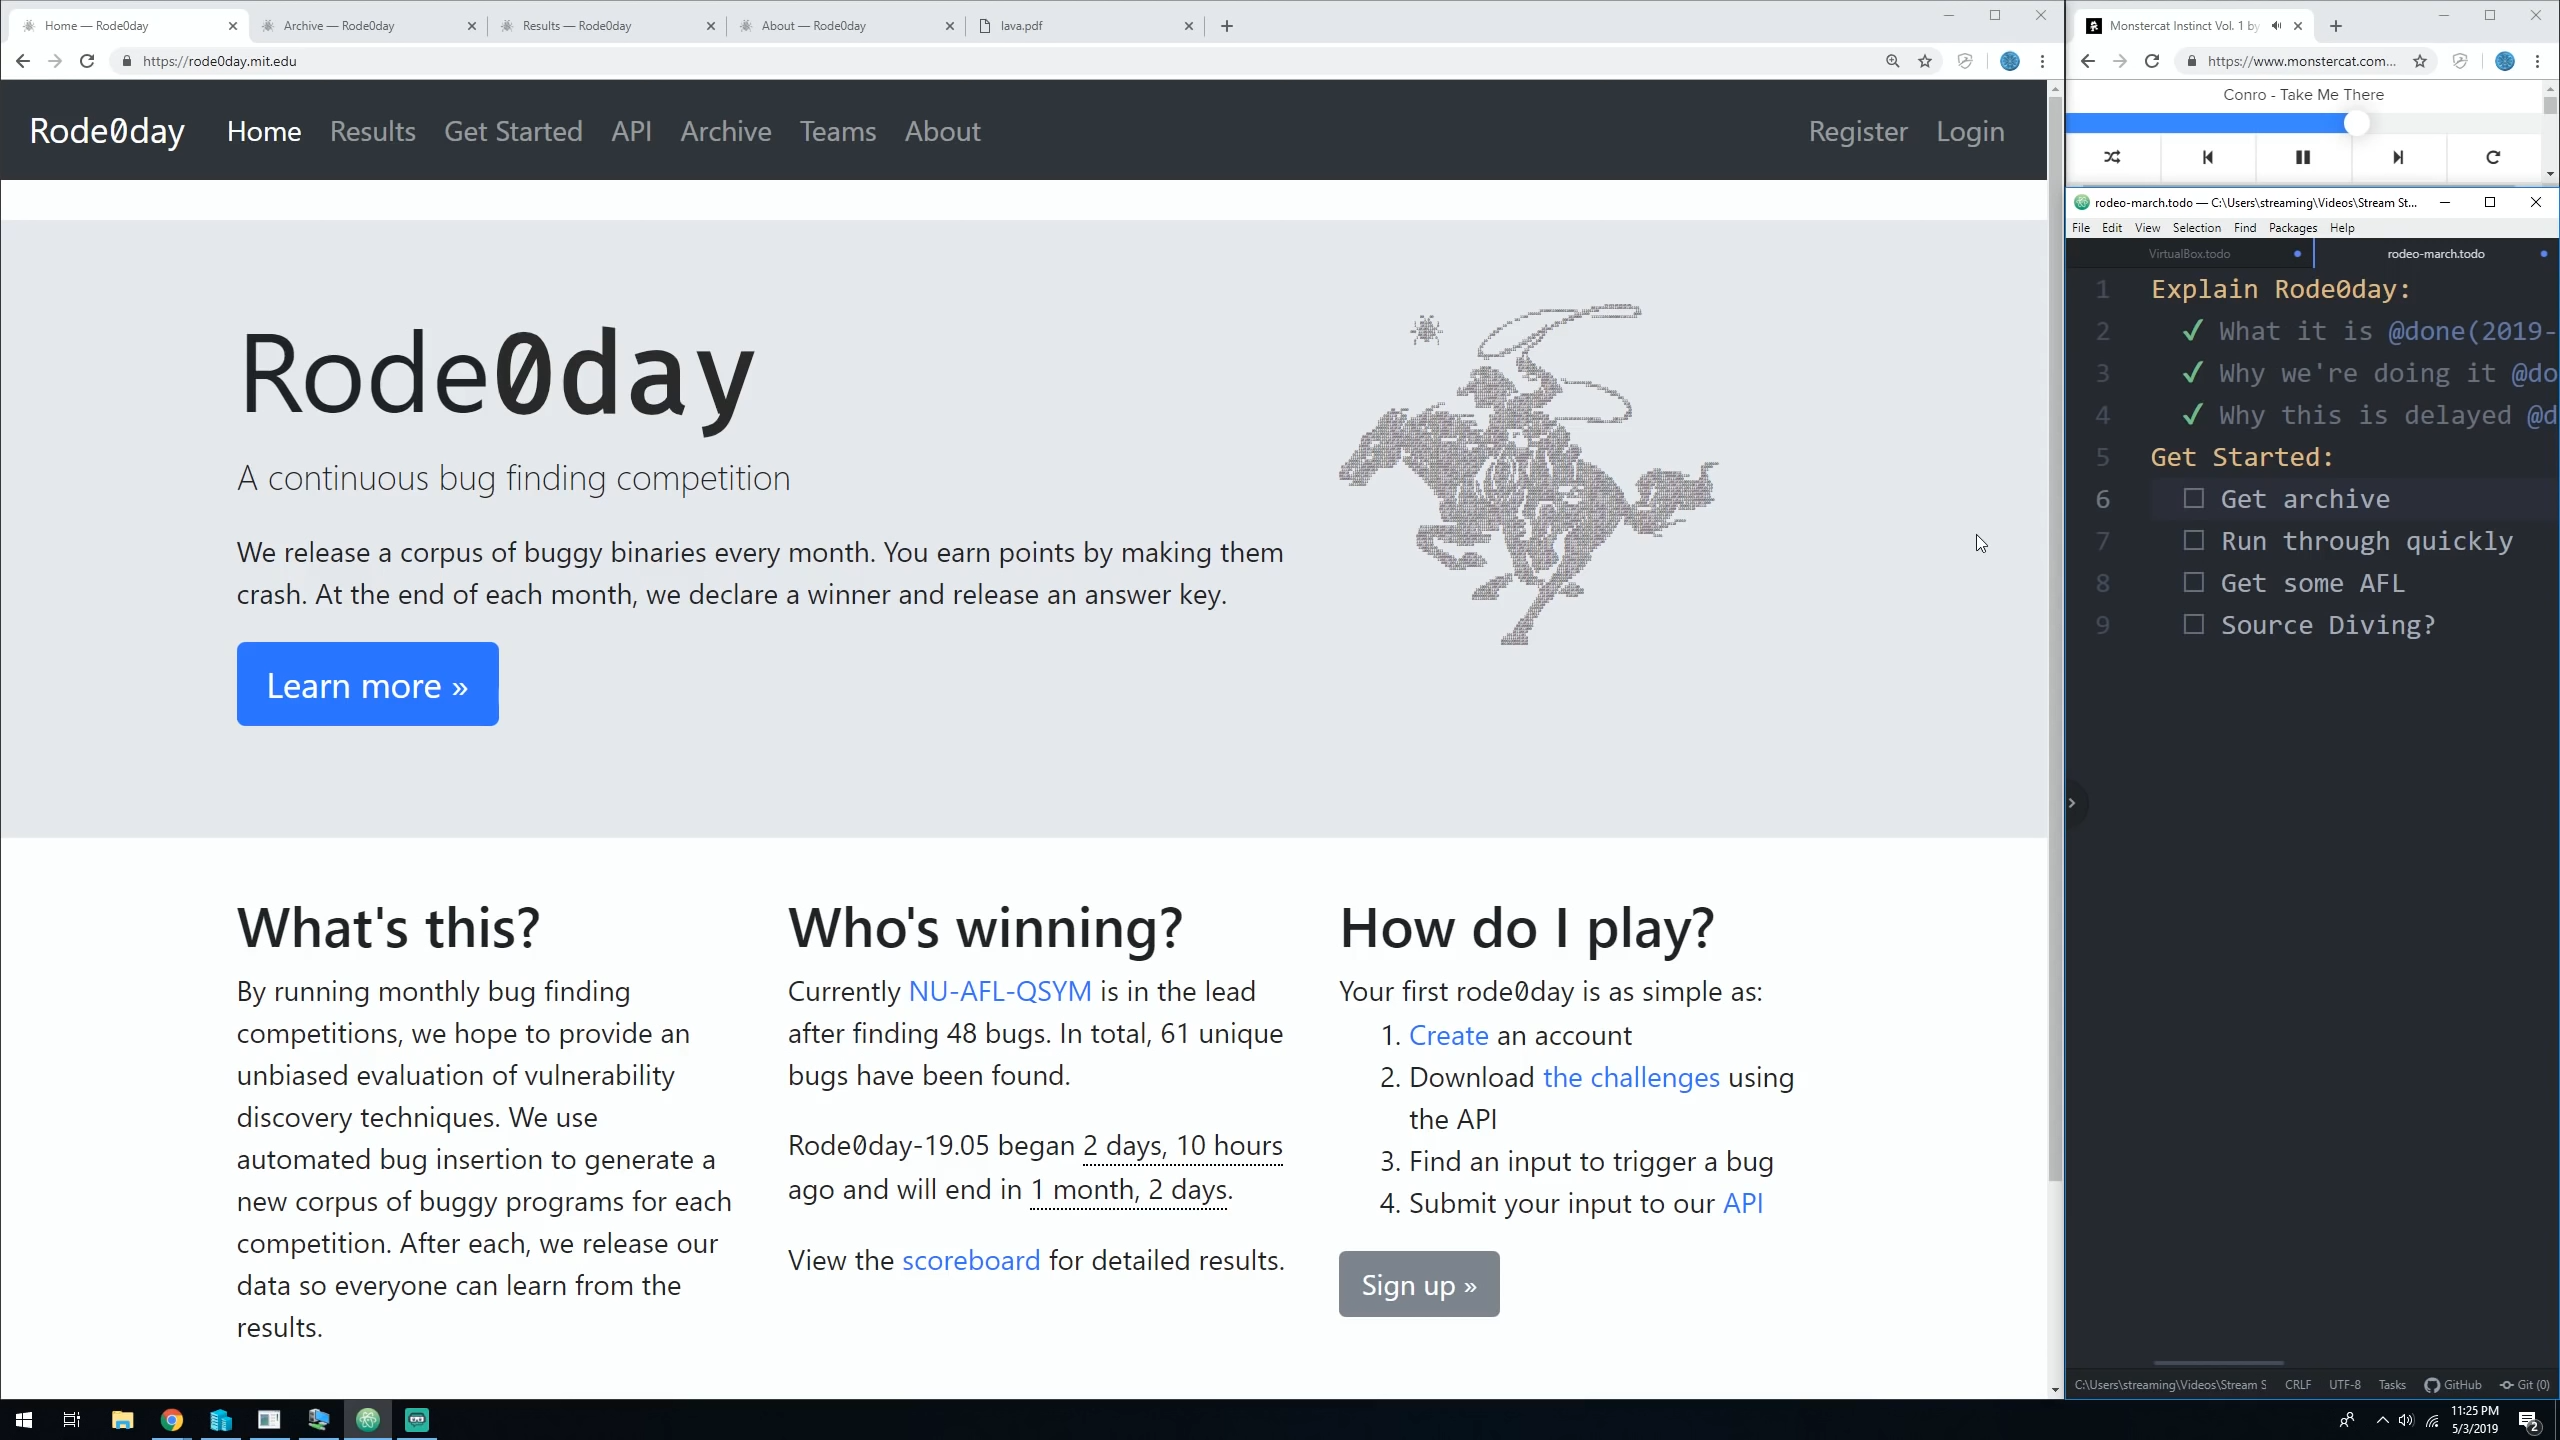 Home — Rode0day
Archive — Rode0day
Results — Rode0day
About — Rode0day
lava.pdf
https://rode0day.mit.edu
Rode0day
Home
Results
Get Started
API
Archive
Teams
About
Register
Login
Rode0day
A continuous bug finding competition
We release a corpus of buggy binaries every month. You earn points by making them
crash. At the end of each month, we declare a winner and release an answer key.
Learn more »
What's this?
By running monthly bug finding
competitions, we hope to provide an
unbiased evaluation of vulnerability
discovery techniques. We use
automated bug insertion to generate a
new corpus of buggy programs for each
competition. After each, we release our
data so everyone can learn from the
results.
Who's winning?
Currently NU-AFL-QSYM is in the lead
after finding 48 bugs. In total, 61 unique
bugs have been found.
Rode0day-19.05 began 2 days, 10 hours
ago and will end in 1 month, 2 days.
View the scoreboard for detailed results.
How do I play?
Your first rode0day is as simple as:
1. Create an account
2. Download the challenges using
the API
3. Find an input to trigger a bug
4. Submit your input to our API
Sign up »
Monstercat Instinct Vol. 1 by
https://www.monstercat.com...
Conro - Take Me There
rodeo-march.todo — C:\Users\streaming\Videos\Stream St...
File Edit View Selection Find Packages Help
VirtualBox.todo
rodeo-march.todo
1 Explain Rode0day:
2 ✓ What it is @done(2019-
3 ✓ Why we're doing it @do
4 ✓ Why this is delayed @d
5 Get Started:
6 ☐ Get archive
7 ☐ Run through quickly
8 ☐ Get some AFL
9 ☐ Source Diving?
C:\Users\streaming\Videos\Stream S CRLF UTF-8 Tasks GitHub Git (0)
11:25 PM
5/3/2019
2